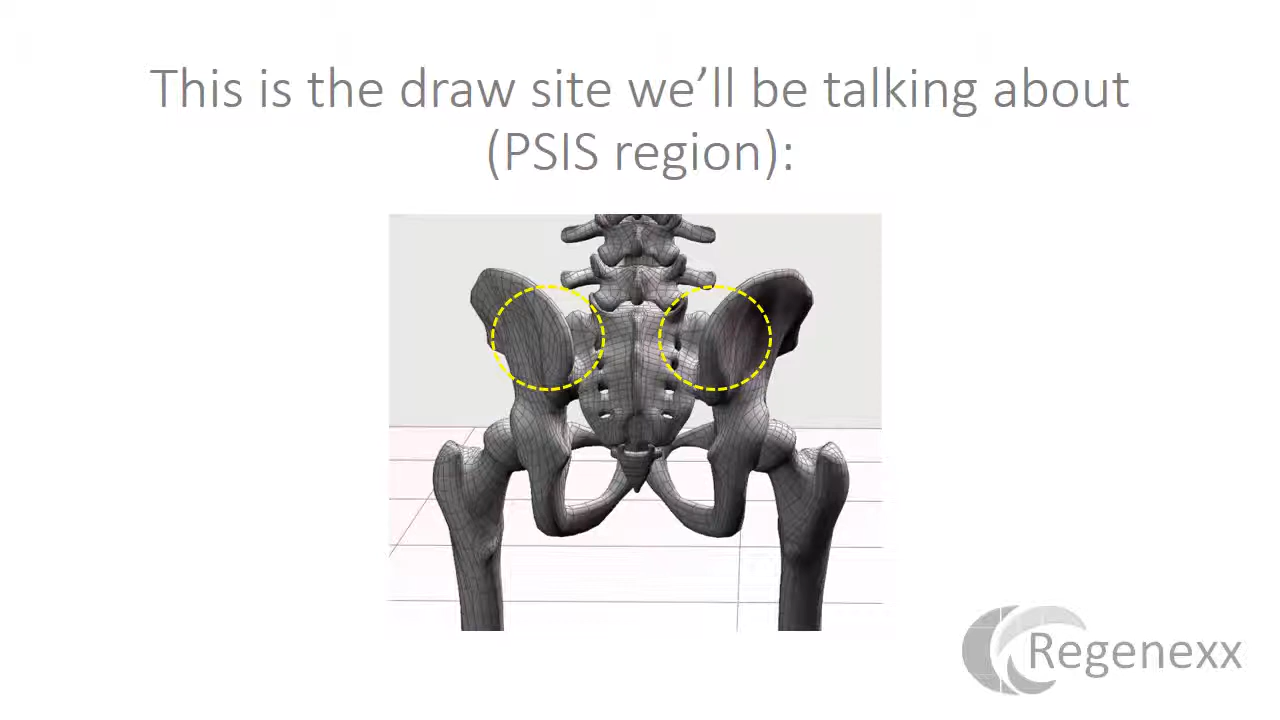 This is the draw site we’ll be talking about
(PSIS region):
Regenexx